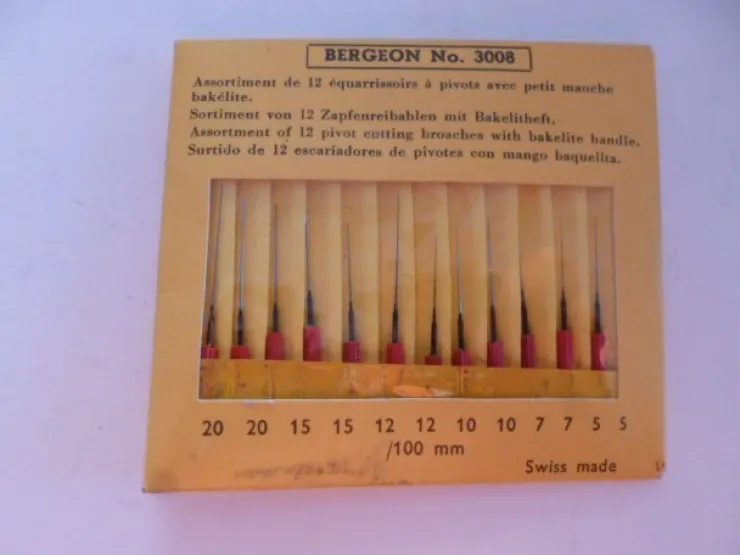 BERGEON No. 3008
Assortiment de 12 équarrissoirs à pivots avec petit manche
bakélite.
Sortiment von 12 Zapfenreibahlen mit Bakelitheft.
Assortment of 12 pivot cutting broaches with bakelite handle.
Surtido de 12 escariadores de pivotes con mango baquelita.
20 20 15 15 12 12 10 10 7 7 5 5
/100 mm
Swiss made